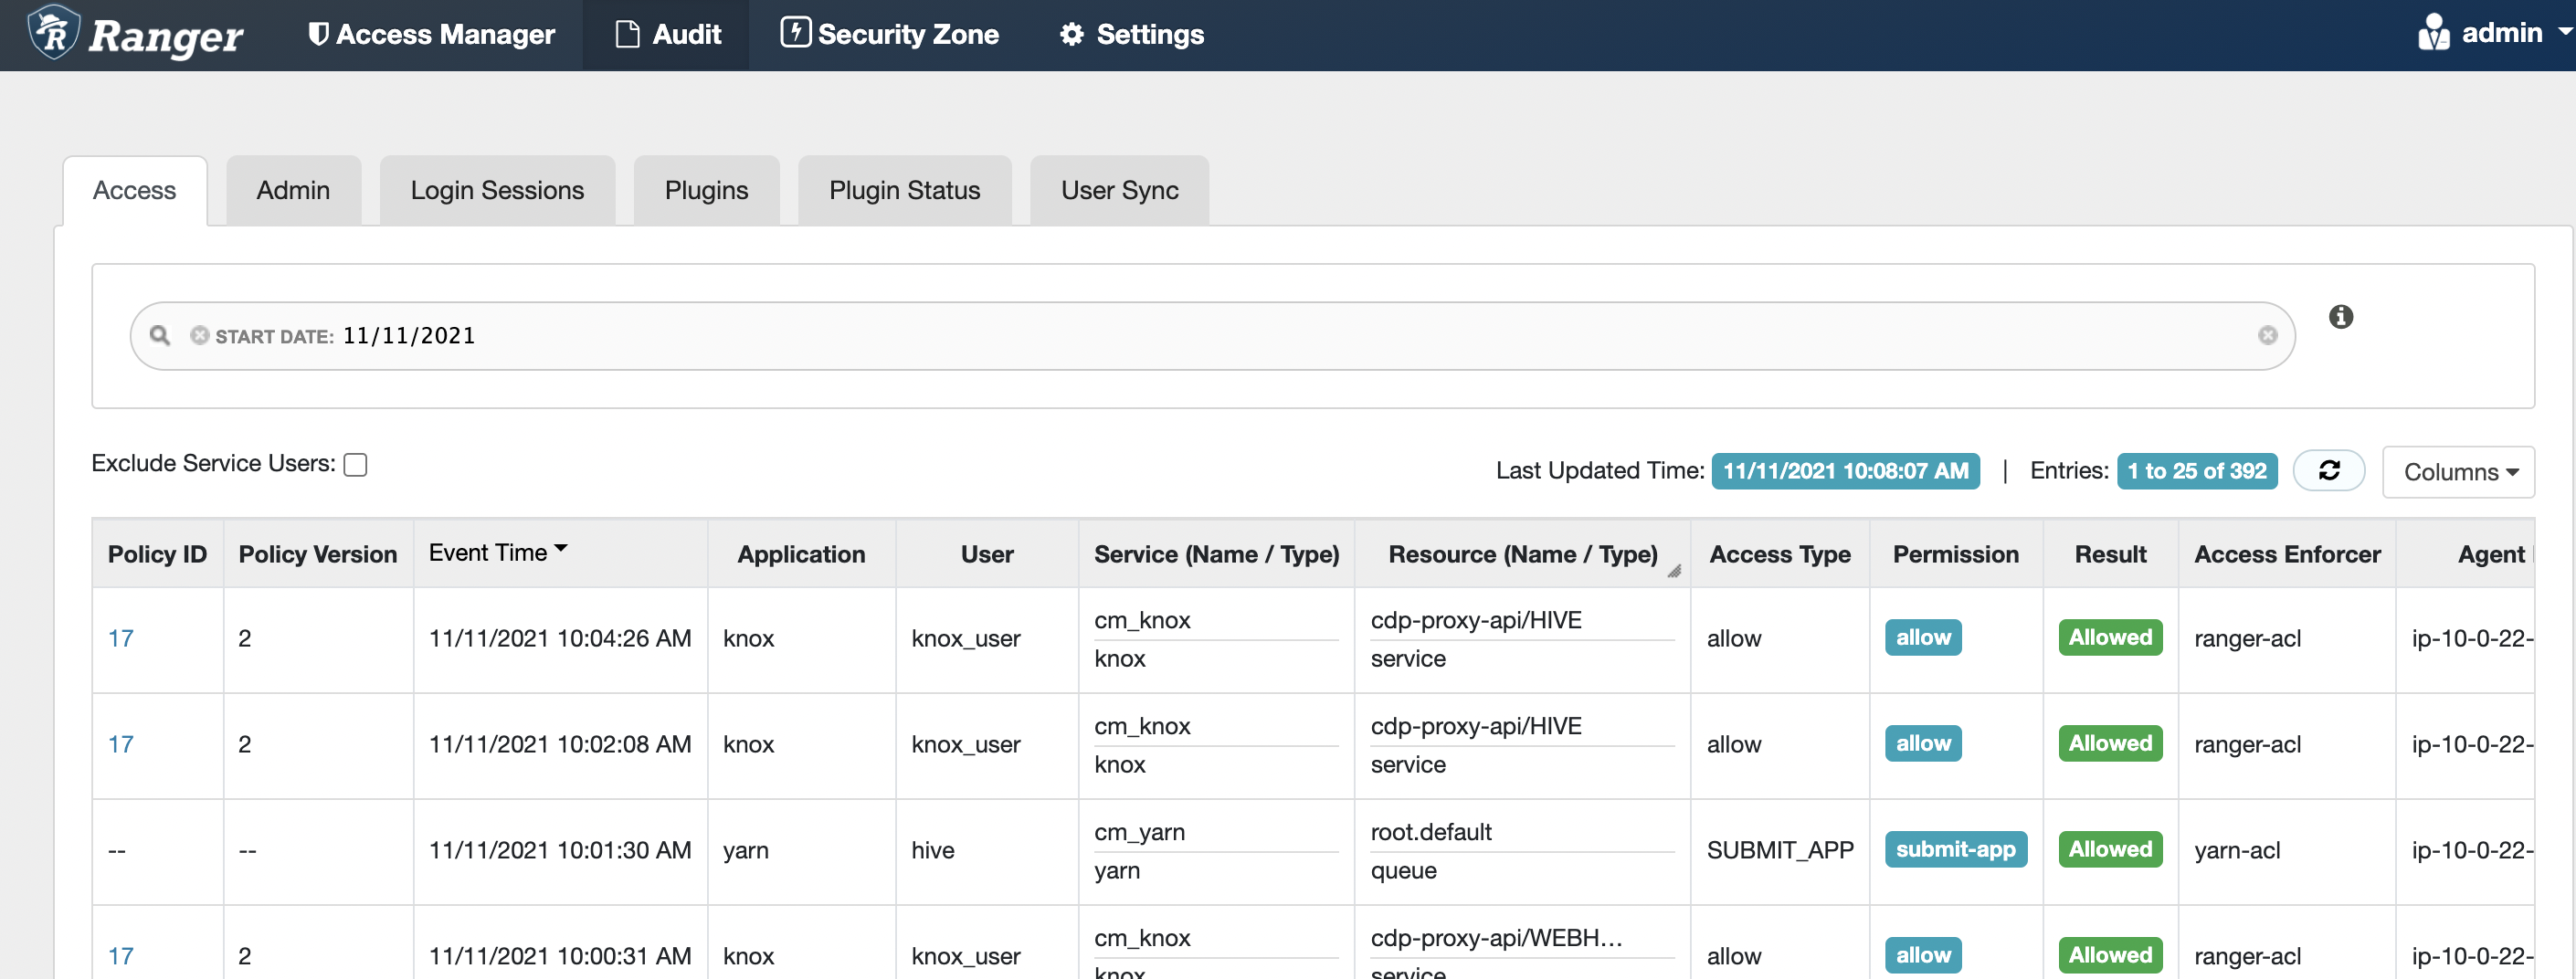 Ranger Access Manager Audit Security Zone Settings admin
Access Admin Login Sessions Plugins Plugin Status User Sync
START DATE: 11/11/2021
Exclude Service Users: Last Updated Time: 11/11/2021 10:08:07 AM | Entries: 1 to 25 of 392 Columns
Policy ID Policy Version Event Time Application User Service (Name / Type) Resource (Name / Type) Access Type Permission Result Access Enforcer Agent
17 2 11/11/2021 10:04:26 AM knox knox_user cm_knox cdp-proxy-api/HIVE allow allow Allowed ranger-acl ip-10-0-22-
knox service
17 2 11/11/2021 10:02:08 AM knox knox_user cm_knox cdp-proxy-api/HIVE allow allow Allowed ranger-acl ip-10-0-22-
knox service
-- -- 11/11/2021 10:01:30 AM yarn hive cm_yarn root.default SUBMIT_APP submit-app Allowed yarn-acl ip-10-0-22-
yarn queue
17 2 11/11/2021 10:00:31 AM knox knox_user cm_knox cdp-proxy-api/WEBH... allow allow Allowed ranger-acl ip-10-0-22-
knox service